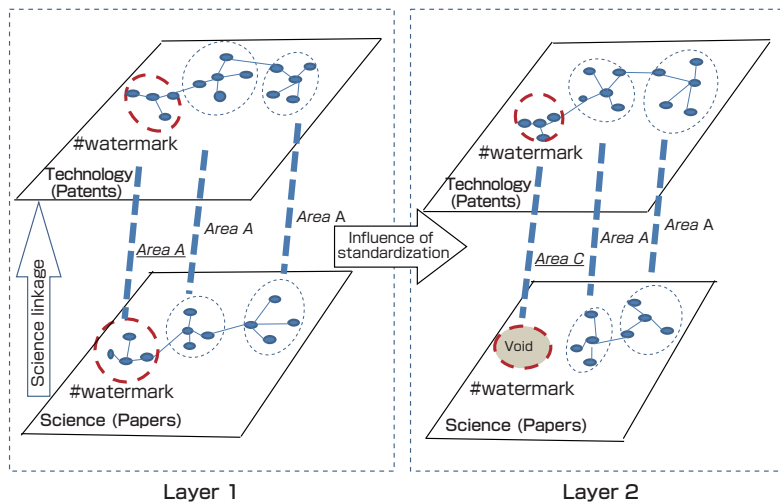 #watermark
Technology
(Patents)
Area A
Area A
Area A
Science linkage
#watermark
Science (Papers)
Layer 1
Influence of
standardization
#watermark
Technology
(Patents)
Area C
Area A
Area A
Void
#watermark
Science (Papers)
Layer 2